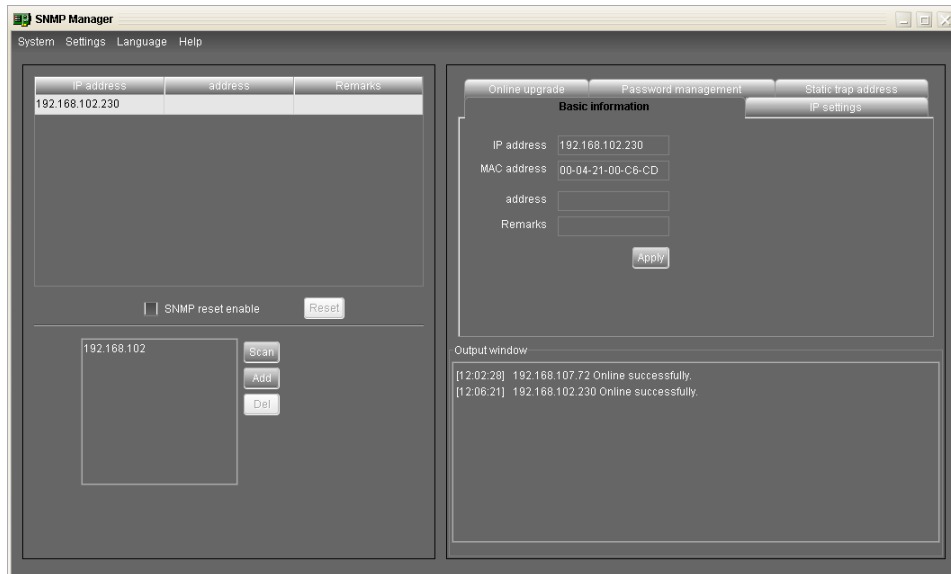 SNMP Manager
System Settings Language Help
IP address address Remarks
192.168.102.230
SNMP reset enable Reset
192.168.102
Scan
Add
Del
Online upgrade Password management Static trap address
Basic information IP settings
IP address 192.168.102.230
MAC address 00-04-21-00-C6-CD
address
Remarks
Apply
Output window
[12:02:28] 192.168.107.72 Online successfully.
[12:06:21] 192.168.102.230 Online successfully.